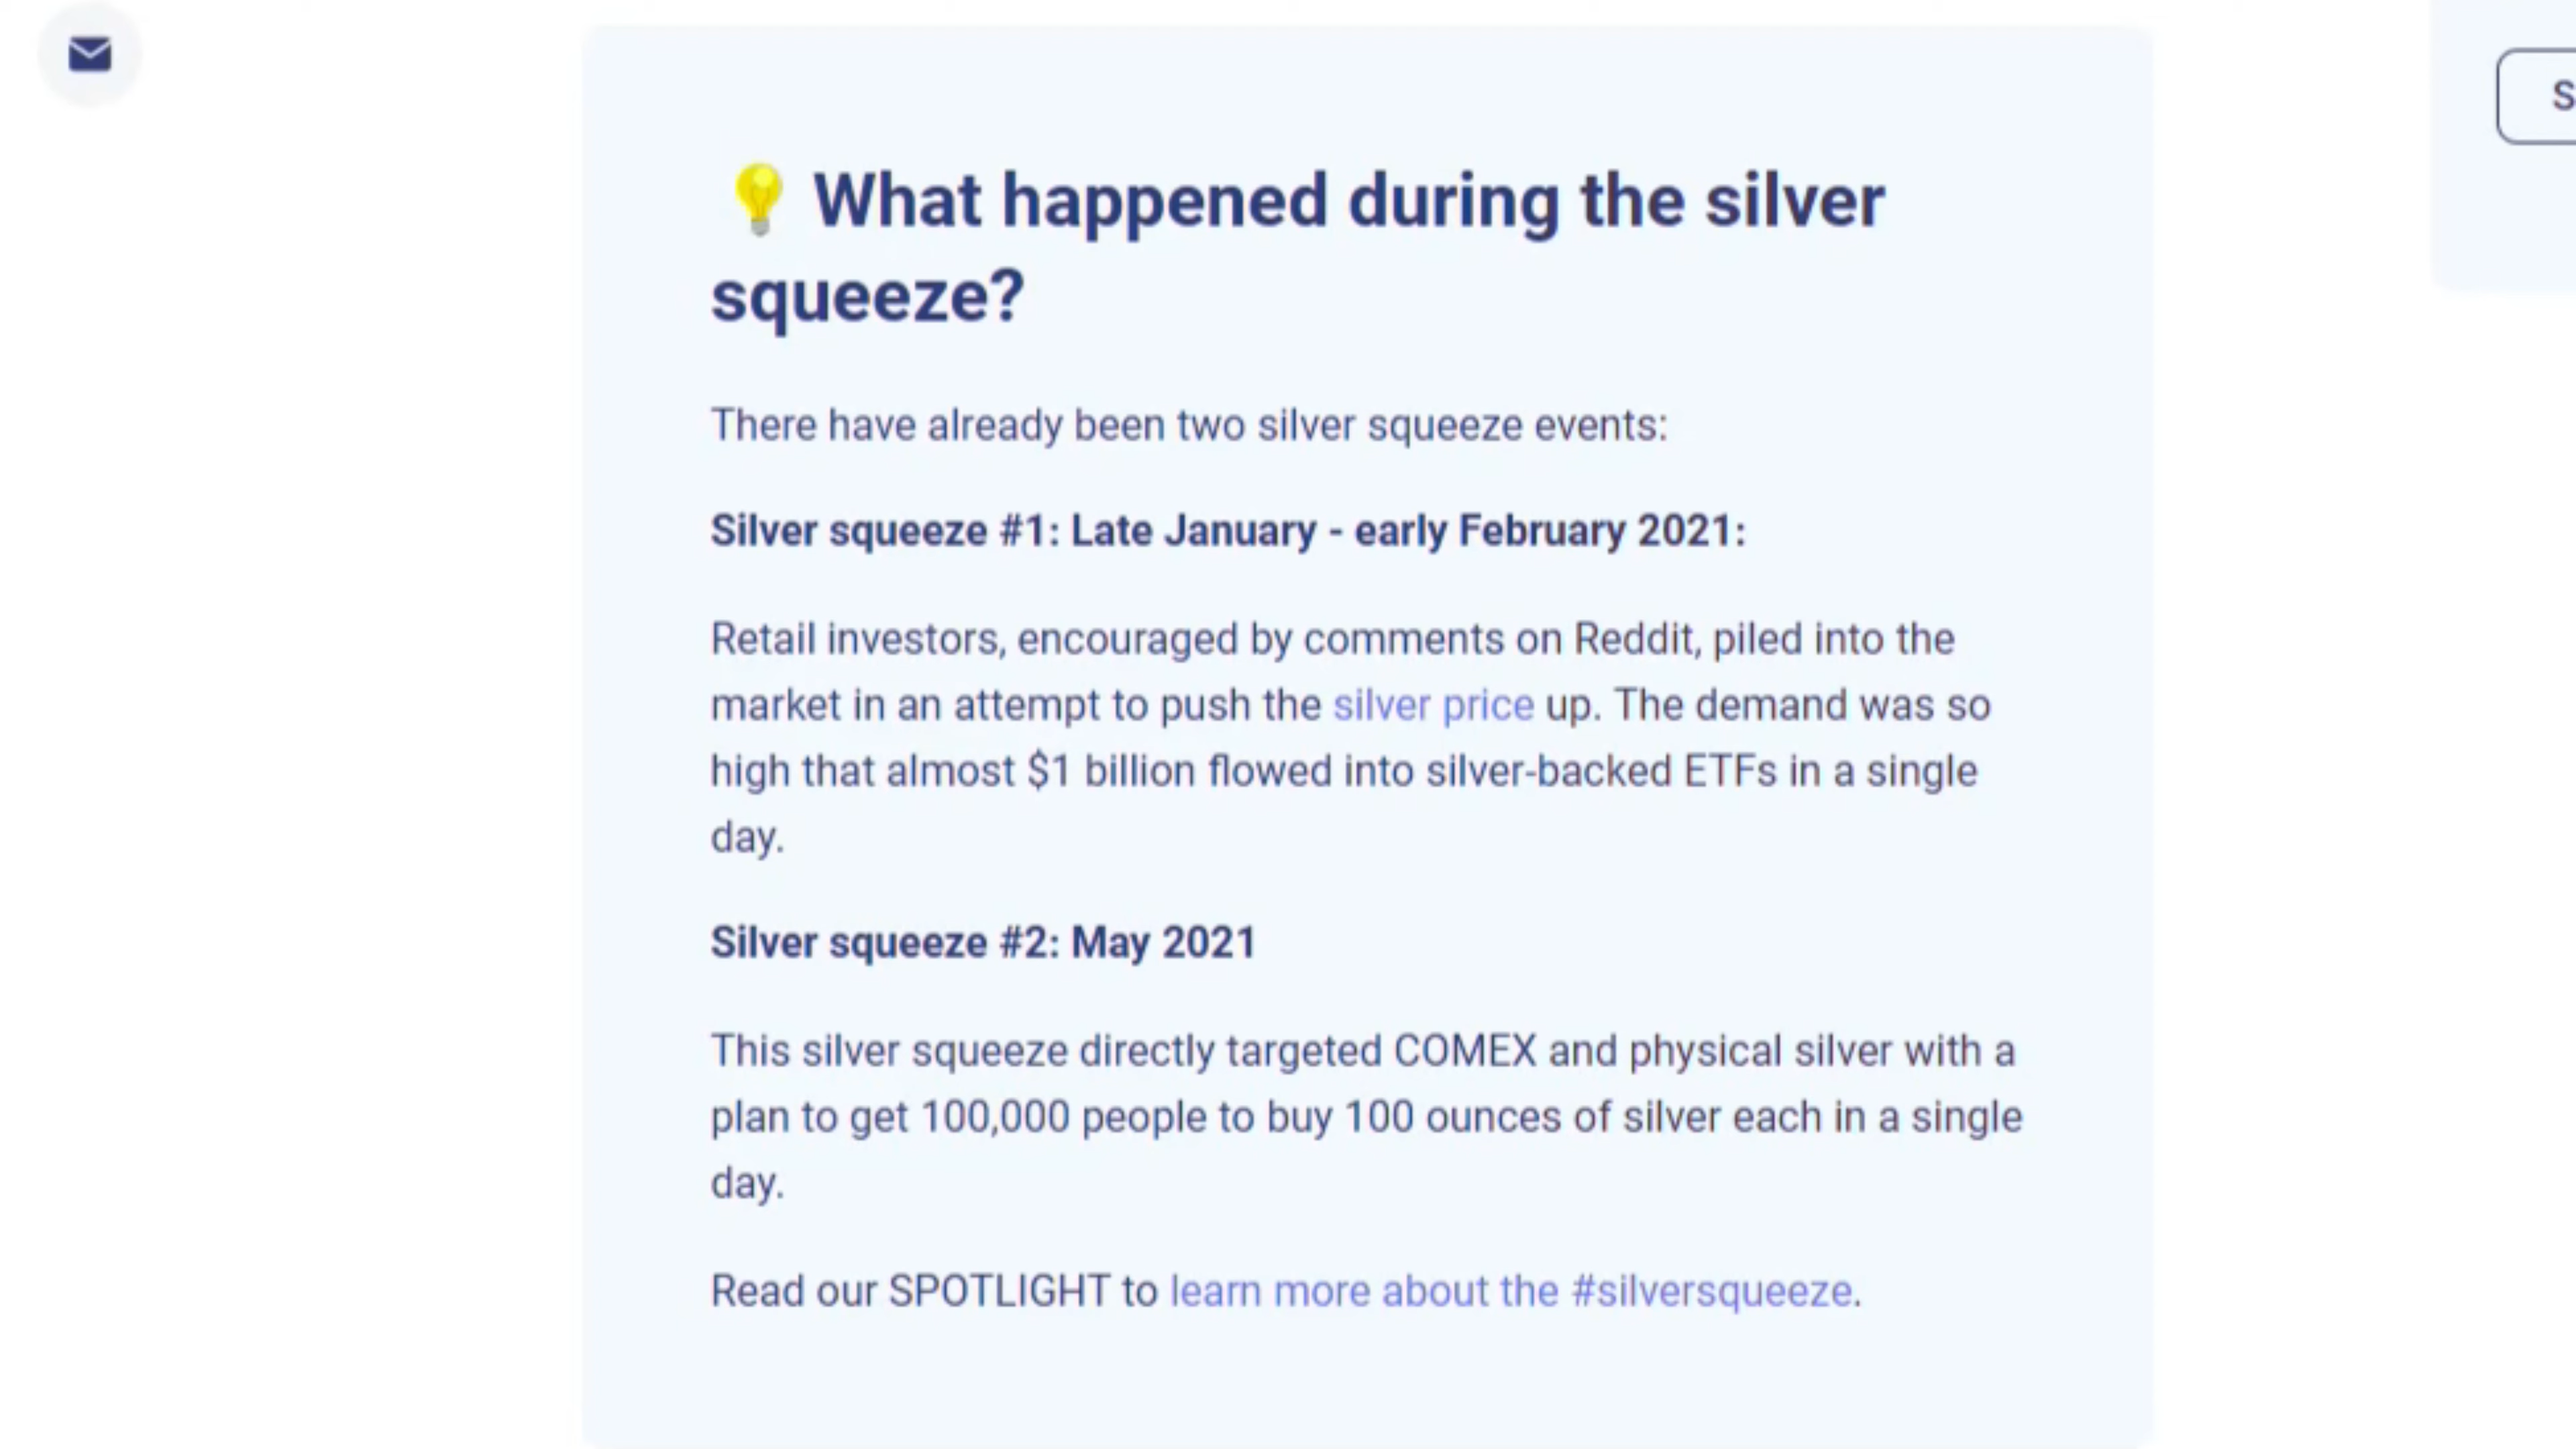 S
💡 What happened during the silver
squeeze?
There have already been two silver squeeze events:
Silver squeeze #1: Late January - early February 2021:
Retail investors, encouraged by comments on Reddit, piled into the
market in an attempt to push the silver price up. The demand was so
high that almost $1 billion flowed into silver-backed ETFs in a single
day.
Silver squeeze #2: May 2021
This silver squeeze directly targeted COMEX and physical silver with a
plan to get 100,000 people to buy 100 ounces of silver each in a single
day.
Read our SPOTLIGHT to learn more about the #silversqueeze.